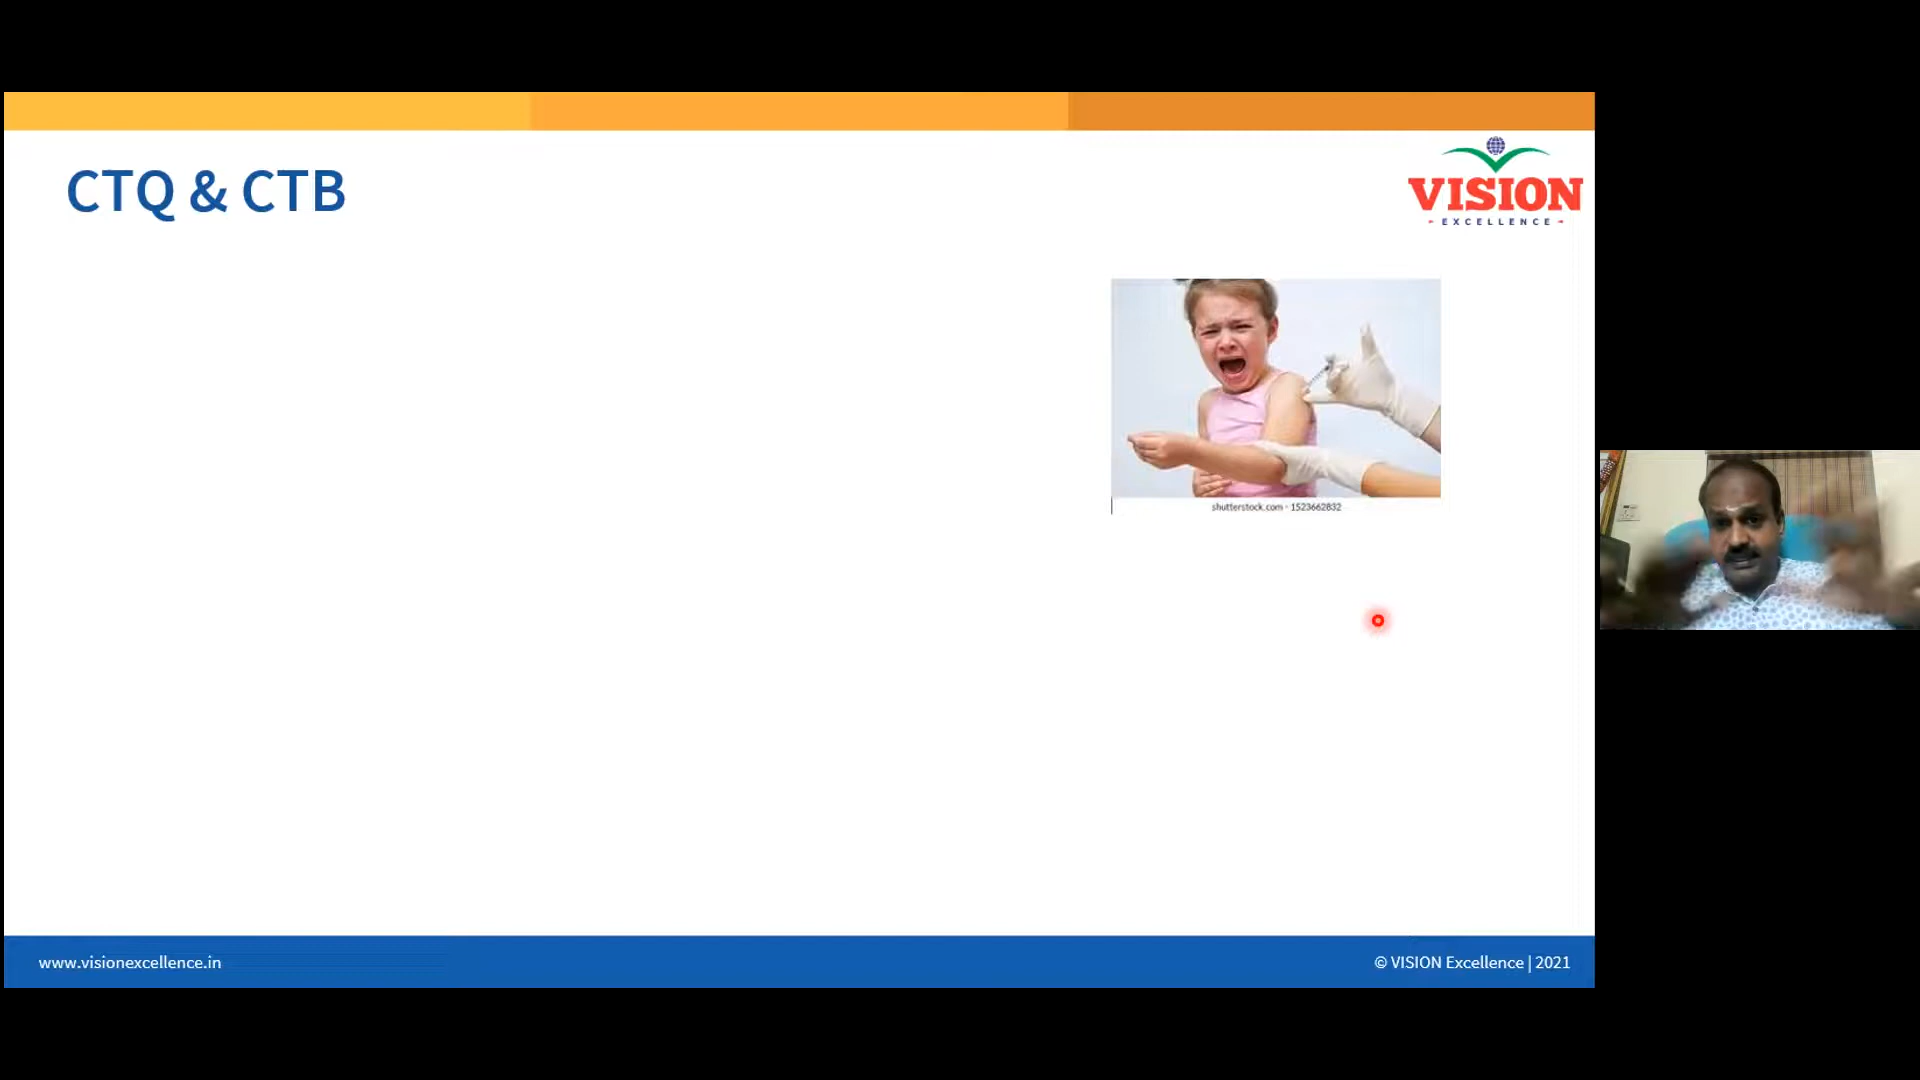 CTQ & CTB
VISION
EXCELLENCE
shutterstock.com · 1523662832
www.visionexcellence.in
© VISION Excellence | 2021